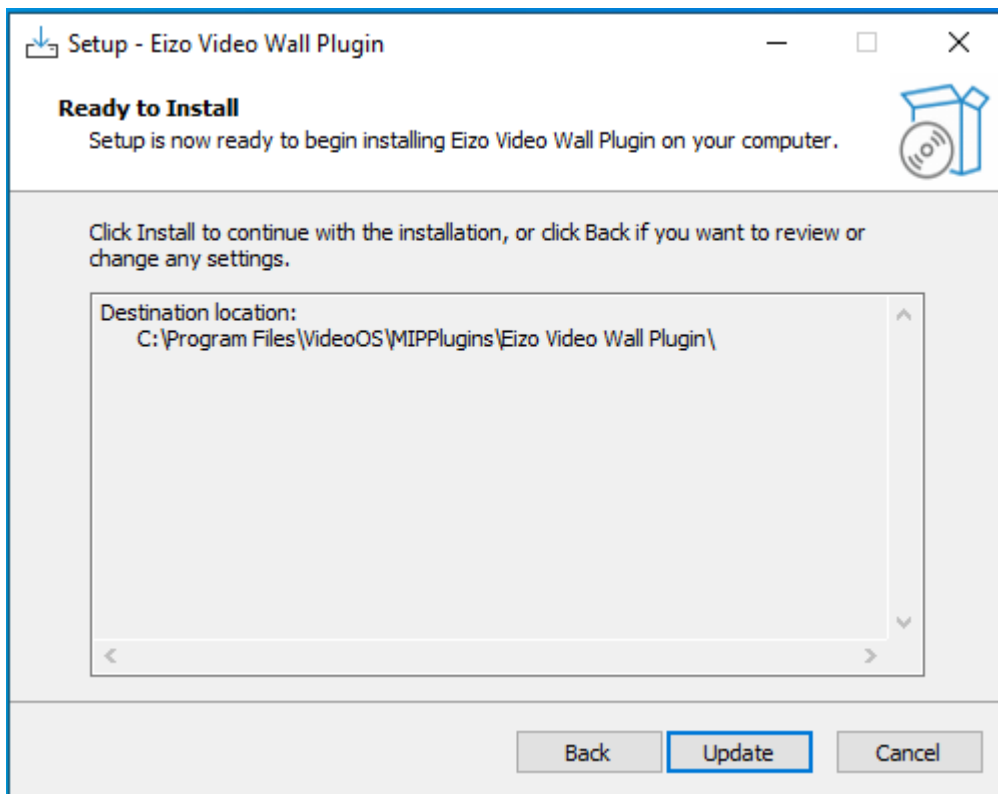 Setup - Eizo Video Wall Plugin
Ready to Install
Setup is now ready to begin installing Eizo Video Wall Plugin on your computer.
Click Install to continue with the installation, or click Back if you want to review or
change any settings.
Destination location:
C:\Program Files\VideoOS\MIPPlugins\Eizo Video Wall Plugin\
Back
Update
Cancel